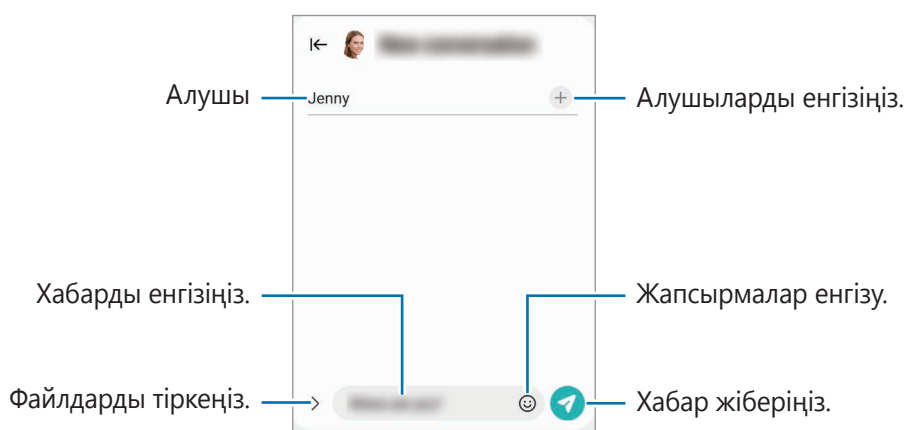 Алушы
Jenny
Алушыларды енгізіңіз.
Хабарды енгізіңіз.
Жапсырмалар енгізу.
Файлдарды тіркеңіз.
Хабар жіберіңіз.